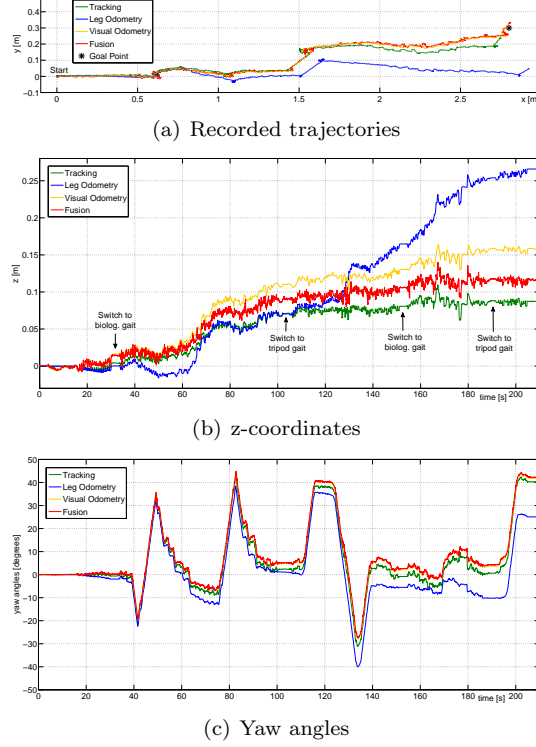 0.4
0.3
0.2
0.1
0
−0.1
y [m]
Tracking
Leg Odometry
Visual Odometry
Fusion
Goal Point
Start
0
0.5
1
1.5
2
2.5
x [m]
(a) Recorded trajectories
0.25
0.2
0.15
0.1
0.05
0
z [m]
Tracking
Leg Odometry
Visual Odometry
Fusion
Switch to
biolog. gait
Switch to
tripod gait
Switch to
biolog. gait
Switch to
tripod gait
0 20 40 60 80 100 120 140 160 180 200
time [s]
(b) z-coordinates
50
40
30
20
10
0
−10
−20
−30
−40
−50
yaw angles [degrees]
Tracking
Leg Odometry
Visual Odometry
Fusion
0 20 40 60 80 100 120 140 160 180 200
time [s]
(c) Yaw angles